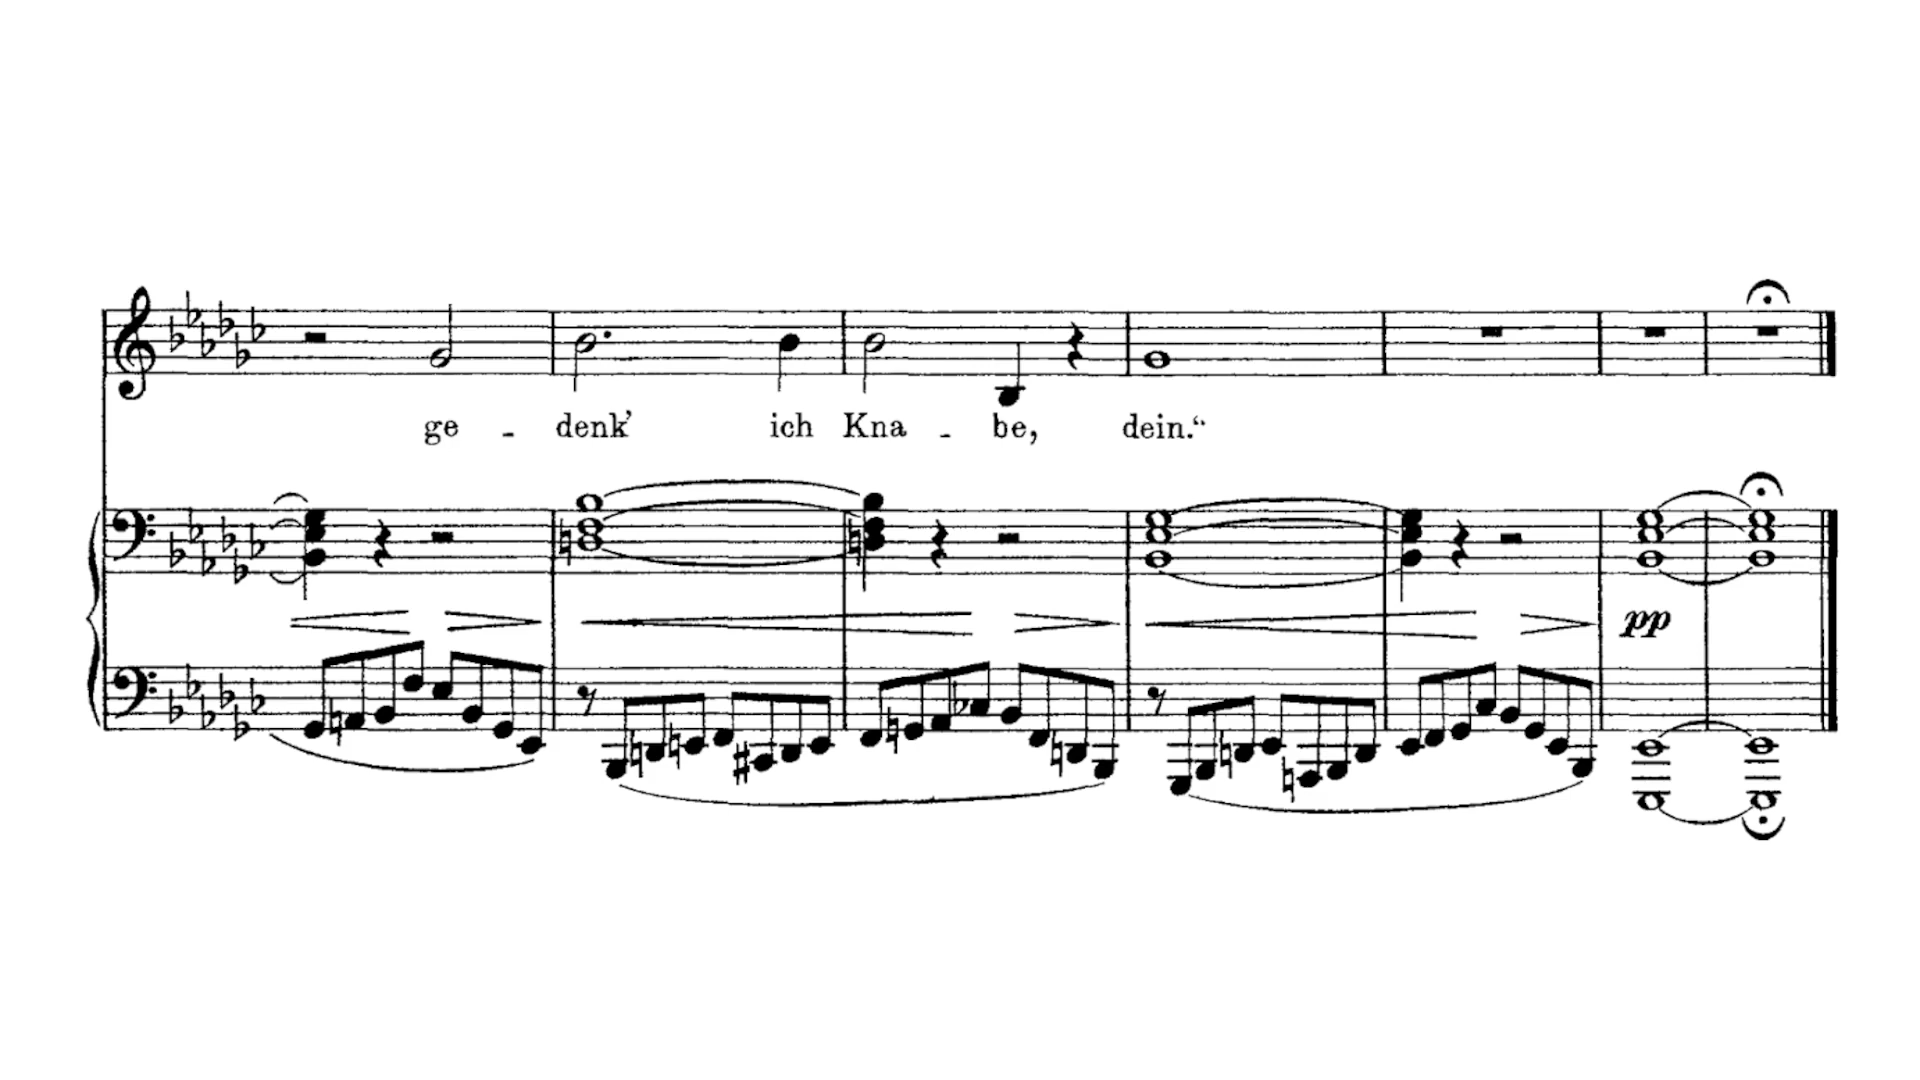 ge - denk’ ich Kna - be, dein.“
pp